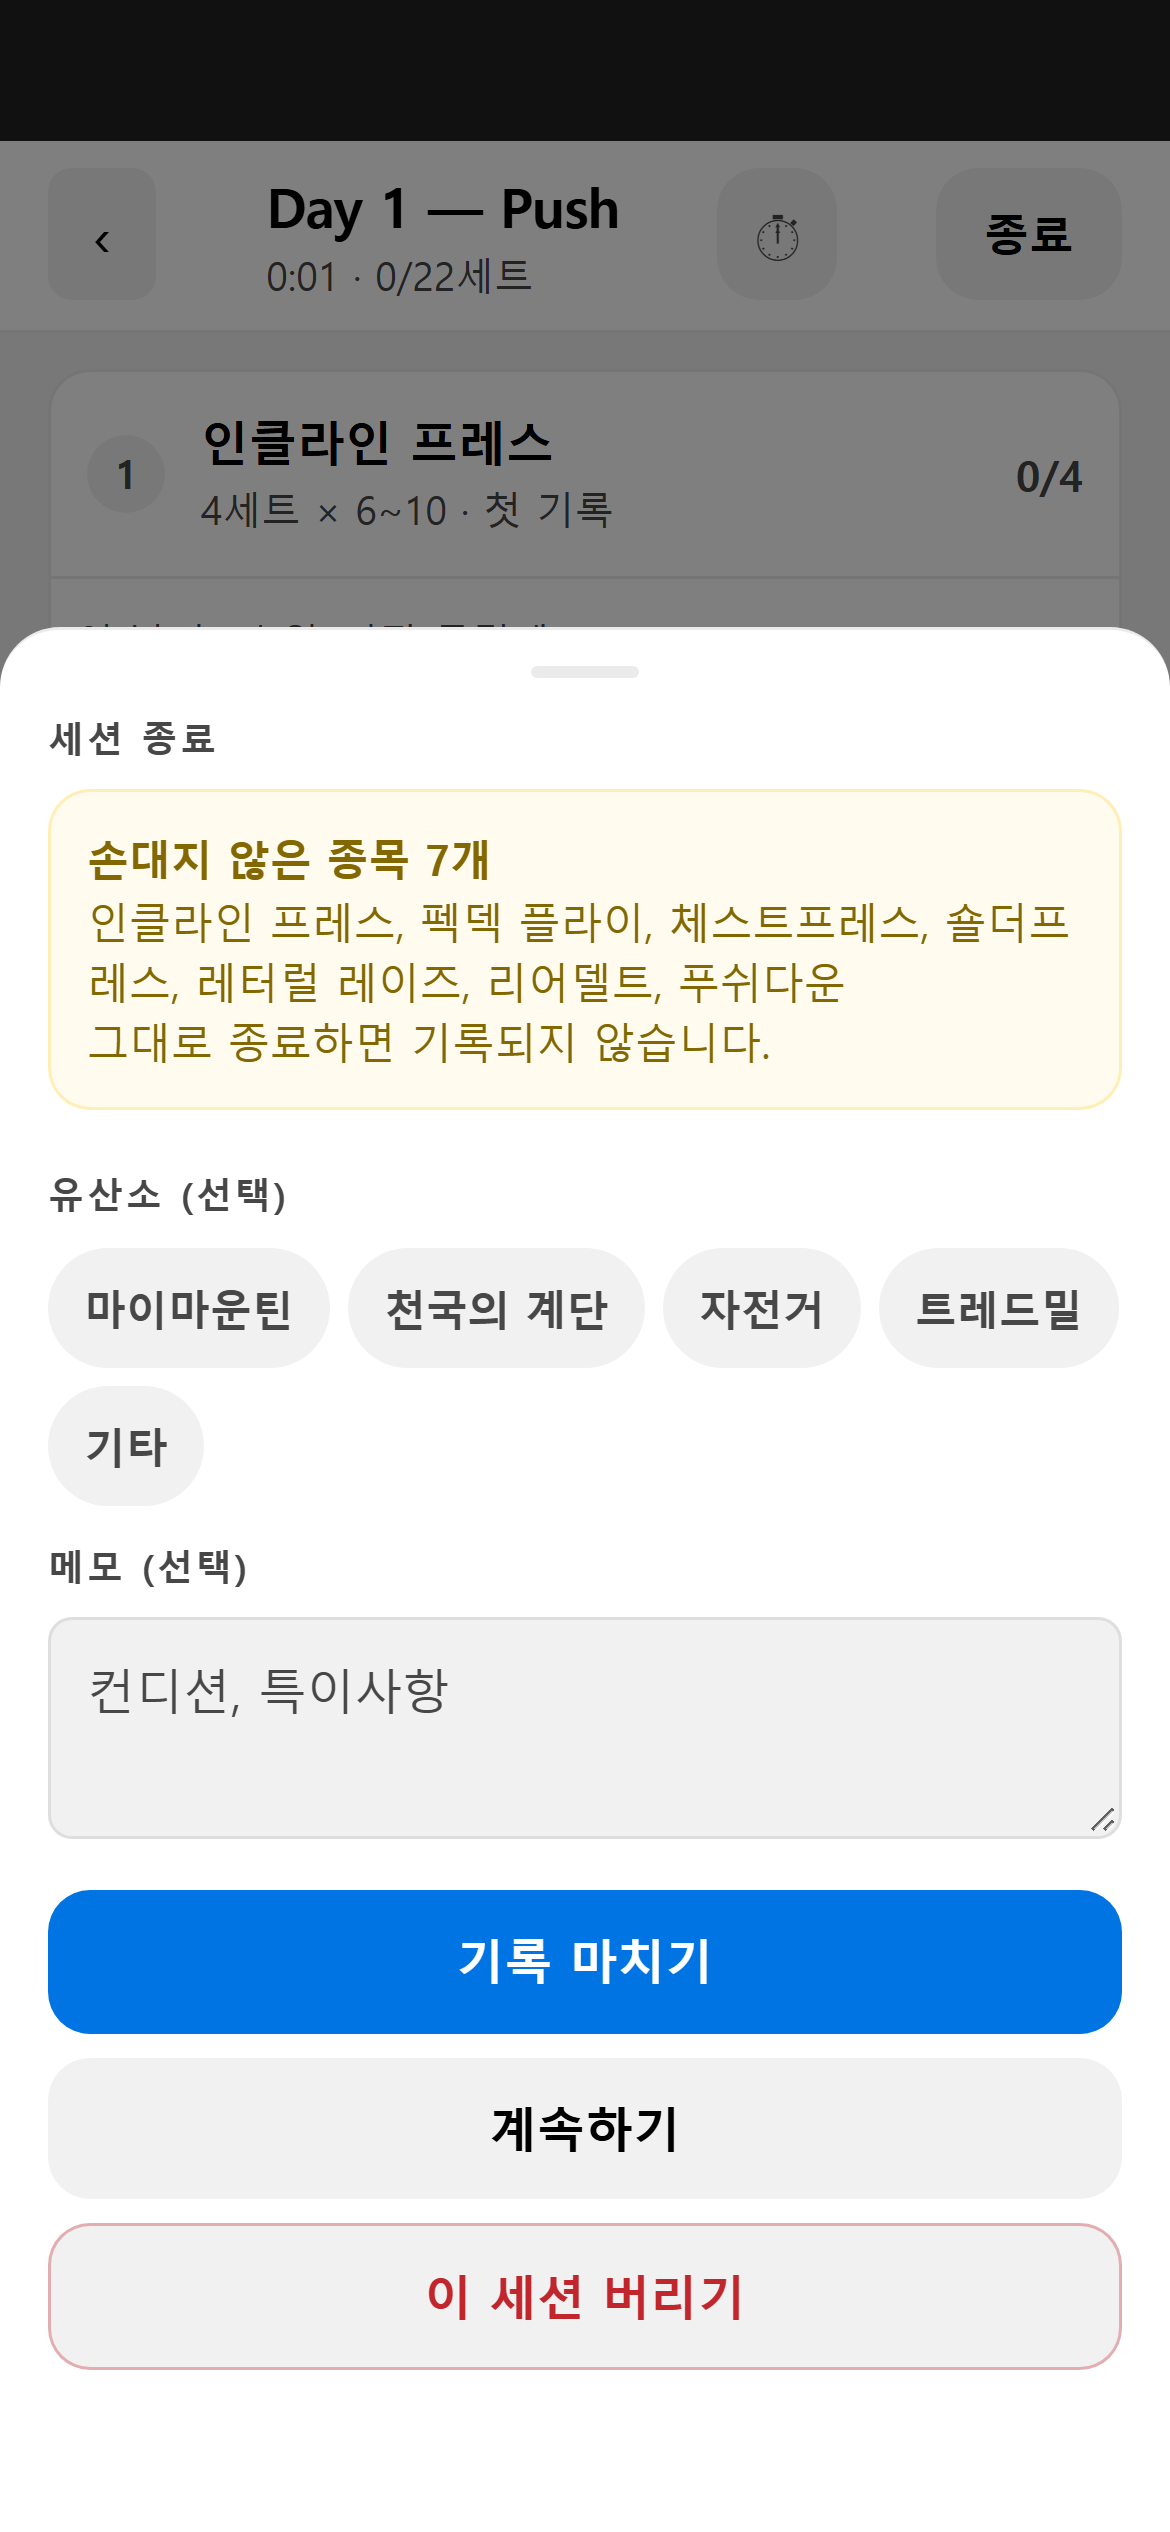 ‹
Day 1 — Push
0:01 · 0/22세트
종료
1
인클라인 프레스
4세트 × 6~10 · 첫 기록
0/4
세션 종료
손대지 않은 종목 7개
인클라인 프레스, 펙덱 플라이, 체스트프레스, 숄더프
레스, 레터럴 레이즈, 리어델트, 푸쉬다운
그대로 종료하면 기록되지 않습니다.
유산소 (선택)
마이마운틴
천국의 계단
자전거
트레드밀
기타
메모 (선택)
컨디션, 특이사항
기록 마치기
계속하기
이 세션 버리기